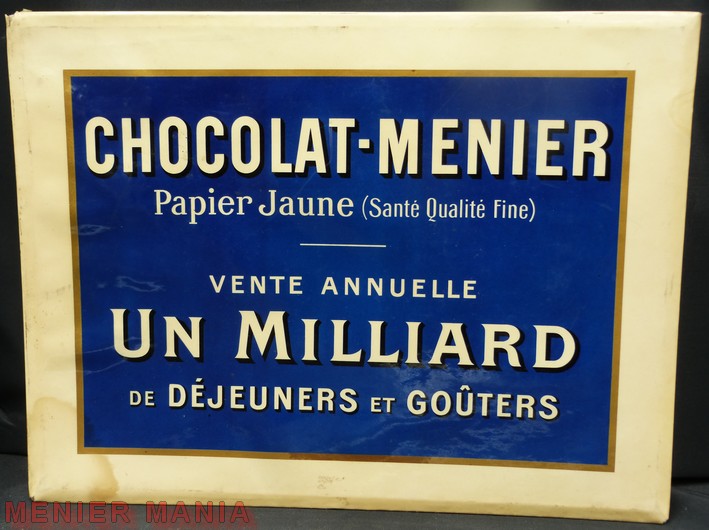 CHOCOLAT-MENIER
Papier Jaune (Santé Qualité Fine)
VENTE ANNUELLE
UN MILLIARD
DE DÉJEUNERS ET GOÛTERS
MENIER MANIA